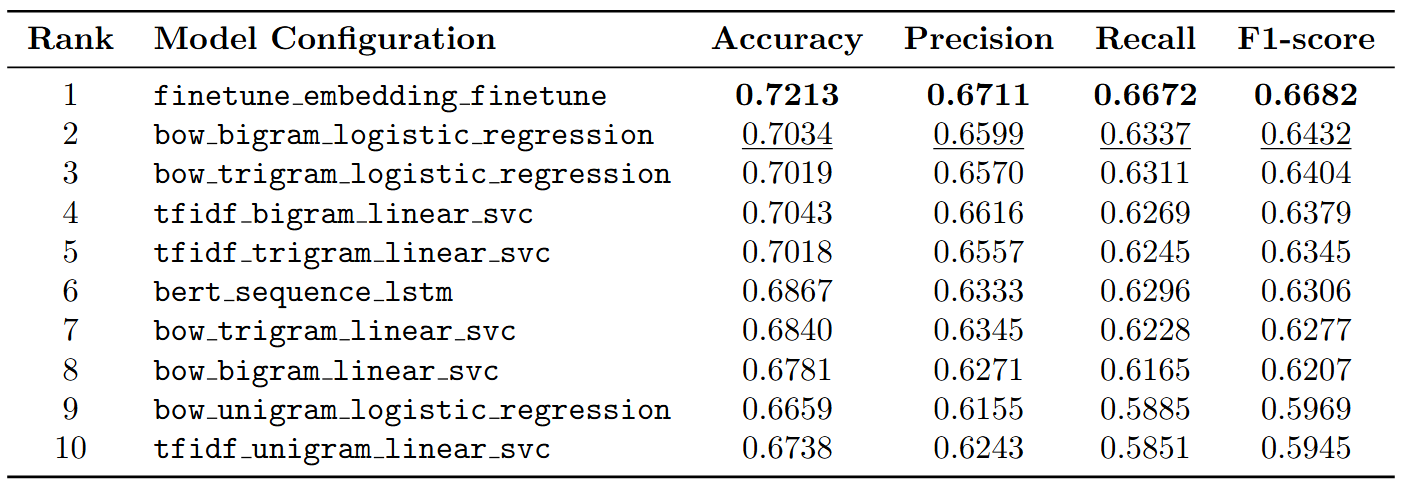 Rank Model Configuration Accuracy Precision Recall F1-score
1 finetune_embedding_finetune 0.7213 0.6711 0.6672 0.6682
2 bow_bigram_logistic_regression 0.7034 0.6599 0.6337 0.6432
3 bow_trigram_logistic_regression 0.7019 0.6570 0.6311 0.6404
4 tfidf_bigram_linear_svc 0.7043 0.6616 0.6269 0.6379
5 tfidf_trigram_linear_svc 0.7018 0.6557 0.6245 0.6345
6 bert_sequence_lstm 0.6867 0.6333 0.6296 0.6306
7 bow_trigram_linear_svc 0.6840 0.6345 0.6228 0.6277
8 bow_bigram_linear_svc 0.6781 0.6271 0.6165 0.6207
9 bow_unigram_logistic_regression 0.6659 0.6155 0.5885 0.5969
10 tfidf_unigram_linear_svc 0.6738 0.6243 0.5851 0.5945